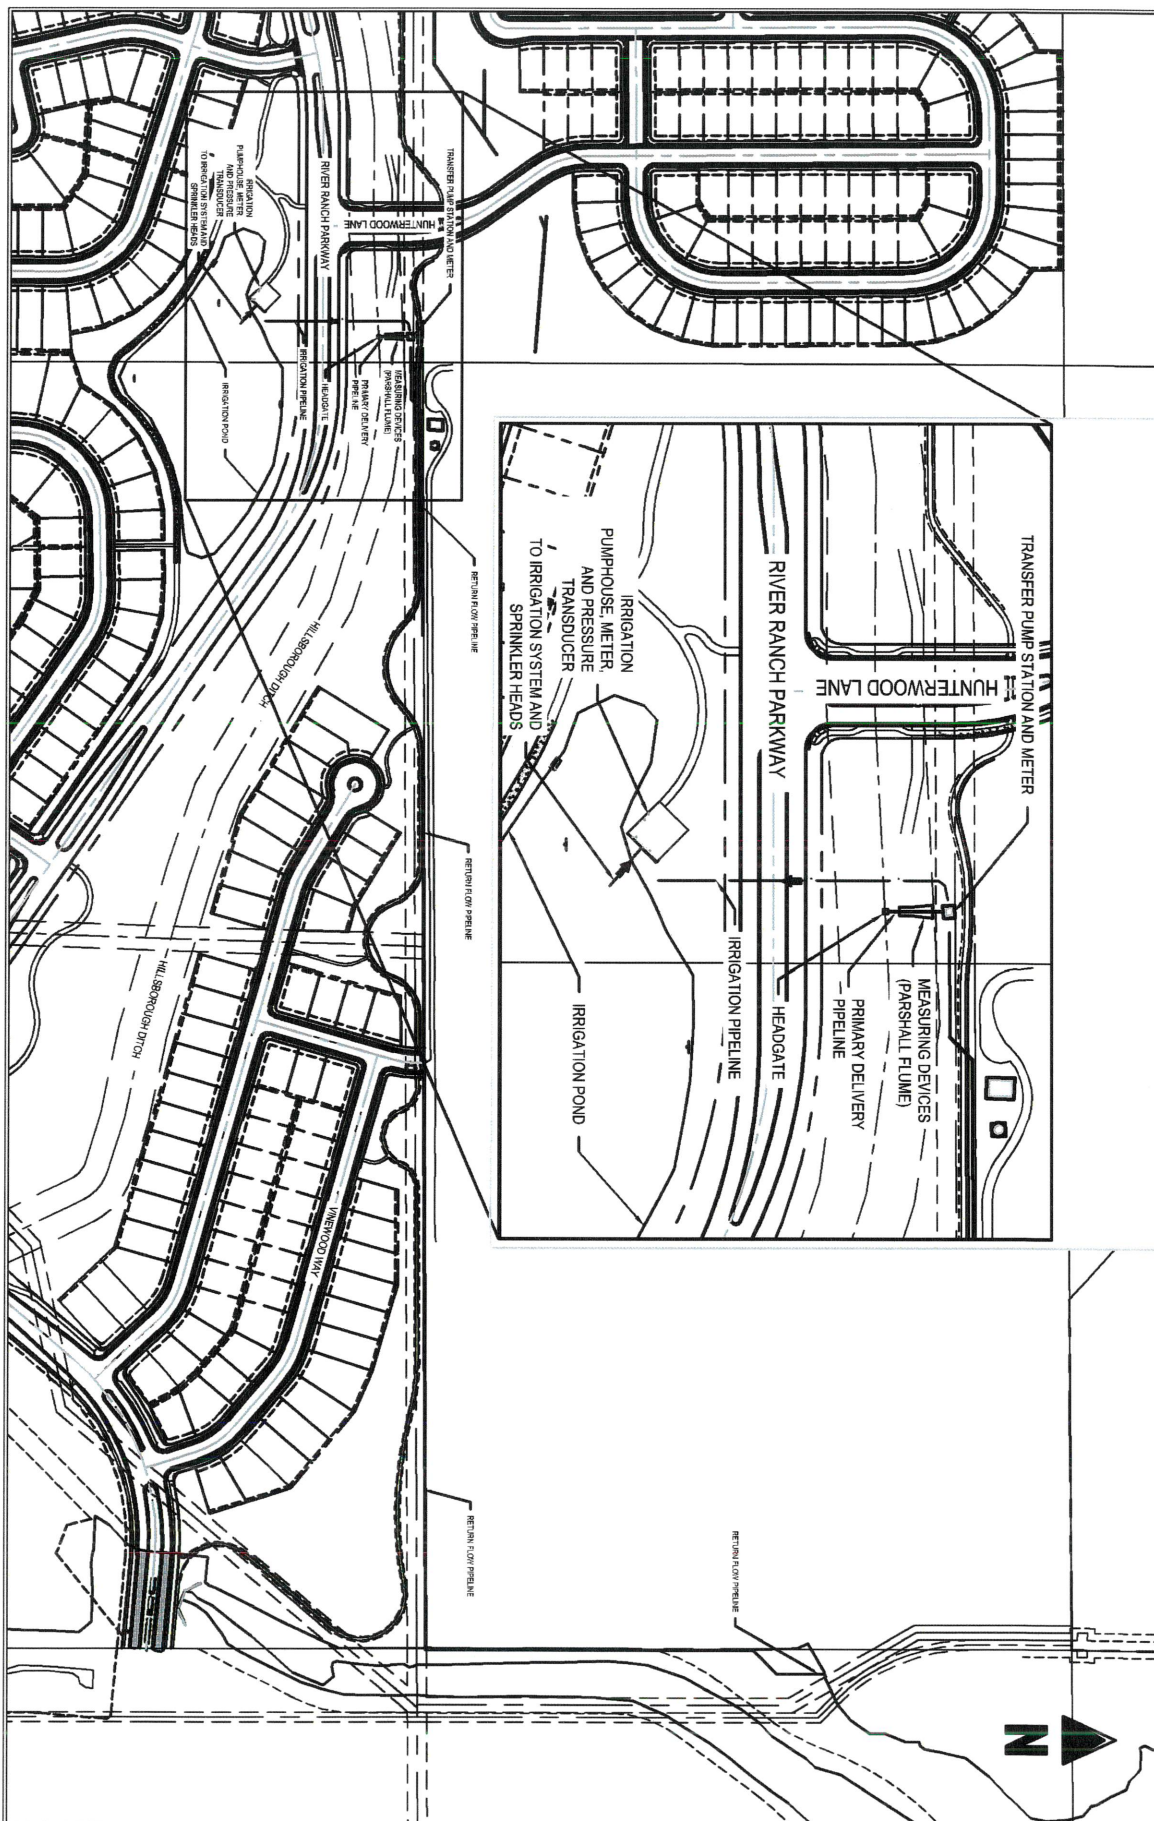 TRANSFER PUMP STATION AND METER
HUNTERWOOD LANE
RIVER RANCH PARKWAY
IRRIGATION
PUMPHOUSE, METER
AND PRESSURE
TRANSDUCER
TO IRRIGATION SYSTEM AND
SPRINKLER HEADS
MEASURING DEVICES
(PARSHALL FLUME)
PRIMARY DELIVERY
PIPELINE
HEADGATE
IRRIGATION PIPELINE
IRRIGATION POND
RETURN FLOW PIPELINE
HILLSBOROUGH DITCH
RETURN FLOW PIPELINE
HILLSBOROUGH DITCH
VINEWOOD WAY
RETURN FLOW PIPELINE
RETURN FLOW PIPELINE
TRANSFER PUMP STATION AND METER
HUNTERWOOD LANE
RIVER RANCH PARKWAY
IRRIGATION
PUMPHOUSE, METER,
AND PRESSURE
TRANSDUCER
TO IRRIGATION SYSTEM AND
SPRINKLER HEADS
MEASURING DEVICES
(PARSHALL FLUME)
PRIMARY DELIVERY
PIPELINE
HEADGATE
IRRIGATION PIPELINE
IRRIGATION POND
N